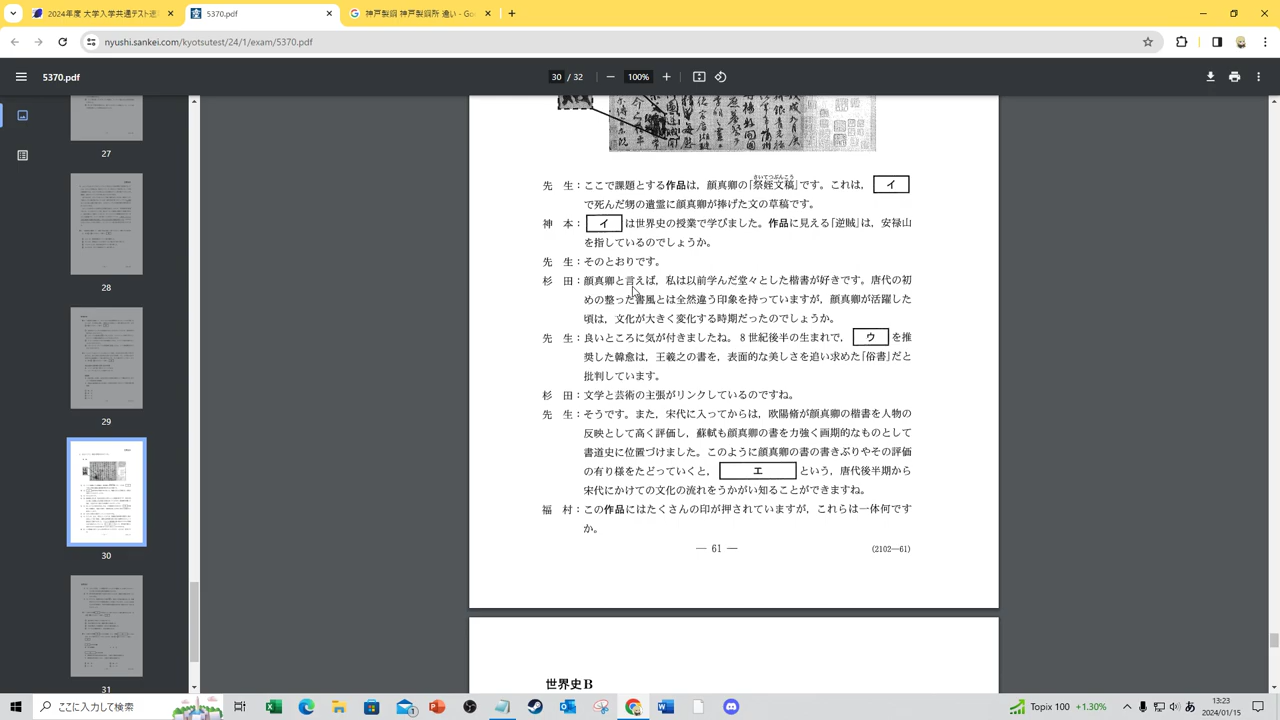 2024年度 大学入学共通テスト速
5370.pdf
神戸製鋼 神戸製鋼所 違い - Go
nyushi.sankei.com/kyotsutest/24/1/exam/5370.pdf
5370.pdf
30 / 32
100%
27
28
29
30
31
先 生：ここで課題とする作品は，顔真卿の「祭姪文稿」です。これは， イ
さいてつぶんこう
で死んだ甥の遺霊に顔真卿が捧げた文の草稿です。
神 本： イ は世界史の授業で学びました。作品に見える「逆賊」は，安禄山
を指しているのでしょうか。
先 生：そのとおりです。
杉 田：顔真卿と言えば，私は以前学んだ堂々とした楷書が好きです。唐代の初
めの整った書風とは全然違う印象を持っていますが，顔真卿が活躍した
頃は，文化が大きく変化する時期だったのでしょうか。
先 生：良いところに気が付きましたね。8世紀後半の生まれで， ウ を推
奨した韓愈は，王羲之の書を，表面的な美しさを追い求めた「俗書」だと
批判しています。
杉 田：文学と芸術の主張がリンクしているのですね。
先 生：そうです。また，宋代に入ってからは，欧陽脩が顔真卿の楷書を人物の
反映として高く評価し，蘇軾も顔真卿の書を力強く画期的なものとして
書道史に位置づけました。このように顔真卿の書の書きぶりやその評価
の有り様をたどっていくと， エ という，唐代後半期から
宋代にかけての文化の流れをうかがい知ることができますね。
福 村：この作品にはたくさんの印が押されていますが，これらは一体何です
か。
— 61 —
(2102—61)
世界史B
ここに入力して検索
Topix 100 +1.30%
あ
13:23
2024/01/15